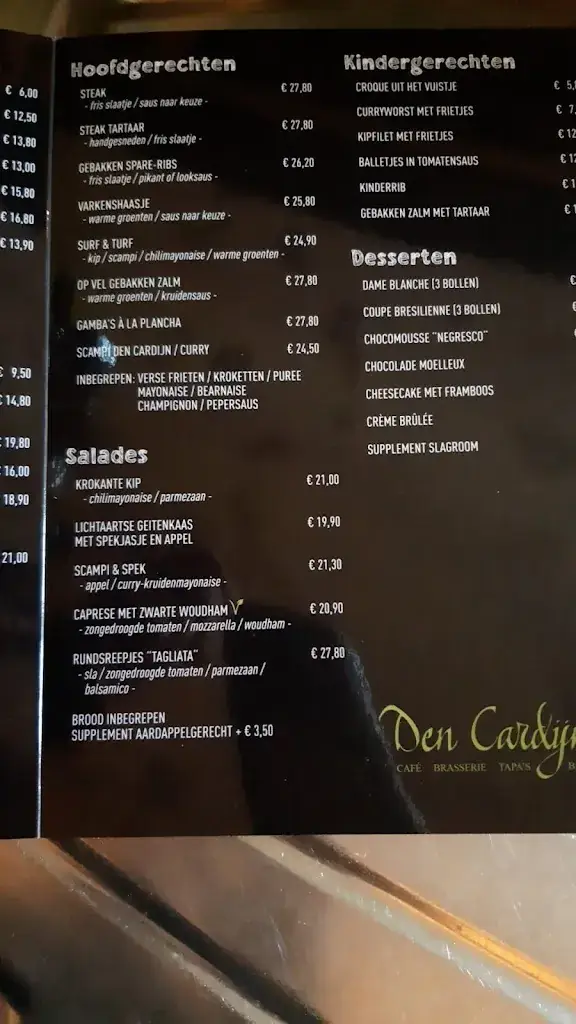 € 6,00
€ 12,50
€ 13,80
€ 13,00
€ 15,80
€ 16,80
€ 13,90
€ 9,50
€ 14,80
19,80
€ 16,00
18,90
21,00
Hoofdgerechten
STEAK € 27,80
- fris slaatje / saus naar keuze -
STEAK TARTAAR € 27,80
- handgesneden / fris slaatje -
GEBAKKEN SPARE-RIBS € 26,20
- fris slaatje / pikant of looksaus -
VARKENSHAASJE € 25,80
- warme groenten / saus naar keuze -
SURF & TURF € 24,90
- kip / scampi / chilimayonaise / warme groenten -
OP VEL GEBAKKEN ZALM € 27,80
- warme groenten / kruidensaus -
GAMBA'S À LA PLANCHA € 27,80
SCAMPI DEN CARDIJN / CURRY € 24,50
INBEGREPEN: VERSE FRIETEN / KROKETTEN / PUREE
MAYONAISE / BEARNAISE
CHAMPIGNON / PEPERSAUS
Salades
KROKANTE KIP € 21,00
- chilimayonaise / parmezaan -
LICHTAARTSE GEITENKAAS € 19,90
MET SPEKJASJE EN APPEL
SCAMPI & SPEK € 21,30
- appel / curry-kruidenmayonaise -
CAPRESE MET ZWARTE WOUDHAM € 20,90
- zongedroogde tomaten / mozzarella / woudham -
RUNDSREEPJES "TAGLIATA" € 27,80
- sla / zongedroogde tomaten / parmezaan /
balsamico -
BROOD INBEGREPEN
SUPPLEMENT AARDAPPELGERECHT + € 3,50
Kindergerechten
CROQUE UIT HET VUISTJE € 5,
CURRYWORST MET FRIETJES € 7
KIPFILET MET FRIETJES € 12
BALLETJES IN TOMATENSAUS € 12
KINDERRIB € 1
GEBAKKEN ZALM MET TARTAAR € 1
Desserten
DAME BLANCHE (3 BOLLEN) €
COUPE BRESILIENNE (3 BOLLEN) €
CHOCOMOUSSE "NEGRESCO"
CHOCOLADE MOELLEUX
CHEESECAKE MET FRAMBOOS
CRÈME BRÛLÉE
SUPPLEMENT SLAGROOM
Den Cardijn
CAFÉ BRASSERIE TAPA'S B